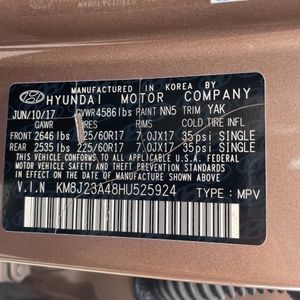 MANUFACTURED IN KOREA BY
HYUNDAI MOTOR COMPANY
JUN/10/17 GVWR4586lbs PAINT NN5 TRIM YAK
GAWR TIRES RIMS COLD TIRE INFL
FRONT 2646 lbs 225/60R17 7.0JX17 35psi SINGLE
REAR 2535 lbs 225/60R17 7.0JX17 35psi SINGLE
THIS VEHICLE CONFORMS TO ALL APPLICABLE U.S.
FEDERAL MOTOR VEHICLE SAFETY, BUMPER, AND THEFT
PREVENTION STANDARDS IN EFFECT ON THE DATE OF
MANUFACTURE SHOWN ABOVE.
V.I.N KM8J23A48HU525924 TYPE : MPV